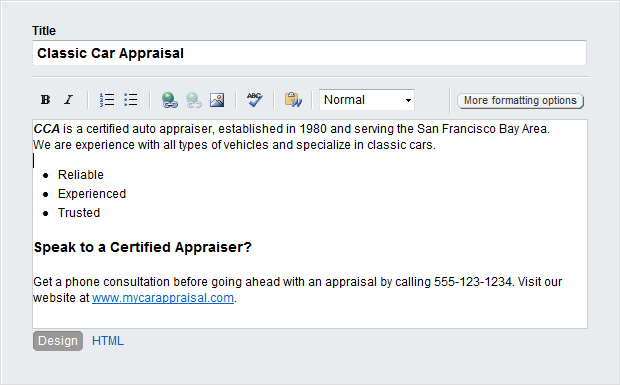 Title
Classic Car Appraisal
B I ABC Normal More formatting options
CCA is a certified auto appraiser, established in 1980 and serving the San Francisco Bay Area.
We are experience with all types of vehicles and specialize in classic cars.
• Reliable
• Experienced
• Trusted
Speak to a Certified Appraiser?
Get a phone consultation before going ahead with an appraisal by calling 555-123-1234. Visit our
website at www.mycarappraisal.com.
Design HTML